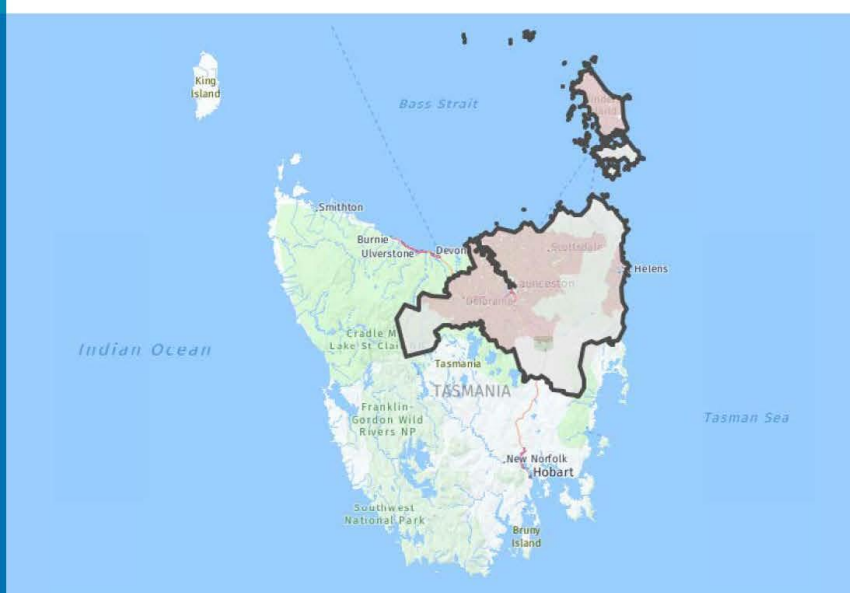 King
Island
Bass Strait
Smithton
Burnie
Ulverstone
Devon
Scottsdale
Helens
Launceston
Deloraine
Cradle M
Lake St Clai
Indian Ocean
Tasmania
TASMANIA
Franklin-
Gordon Wild
Rivers NP
Tasman Sea
New Norfolk
Hobart
Southwest
National Park
Bruny
Island